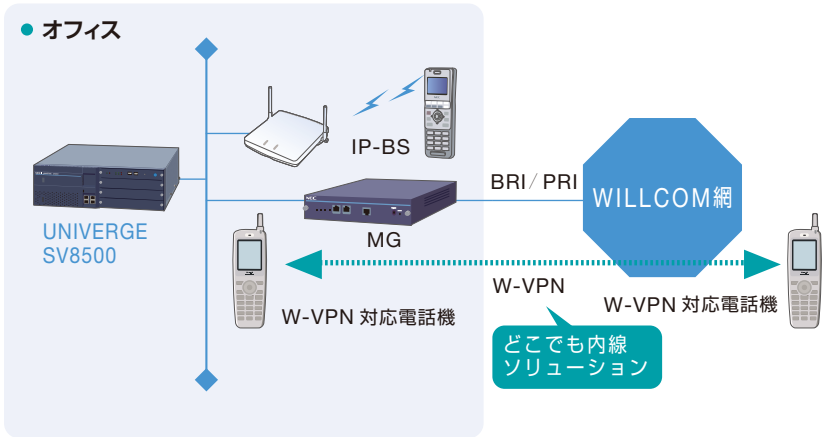 オフィス
IP-BS
UNIVERGE
SV8500
NEC
MG
BRI/PRI
WILLCOM網
W-VPN 対応電話機
W-VPN
W-VPN 対応電話機
どこでも内線
ソリューション